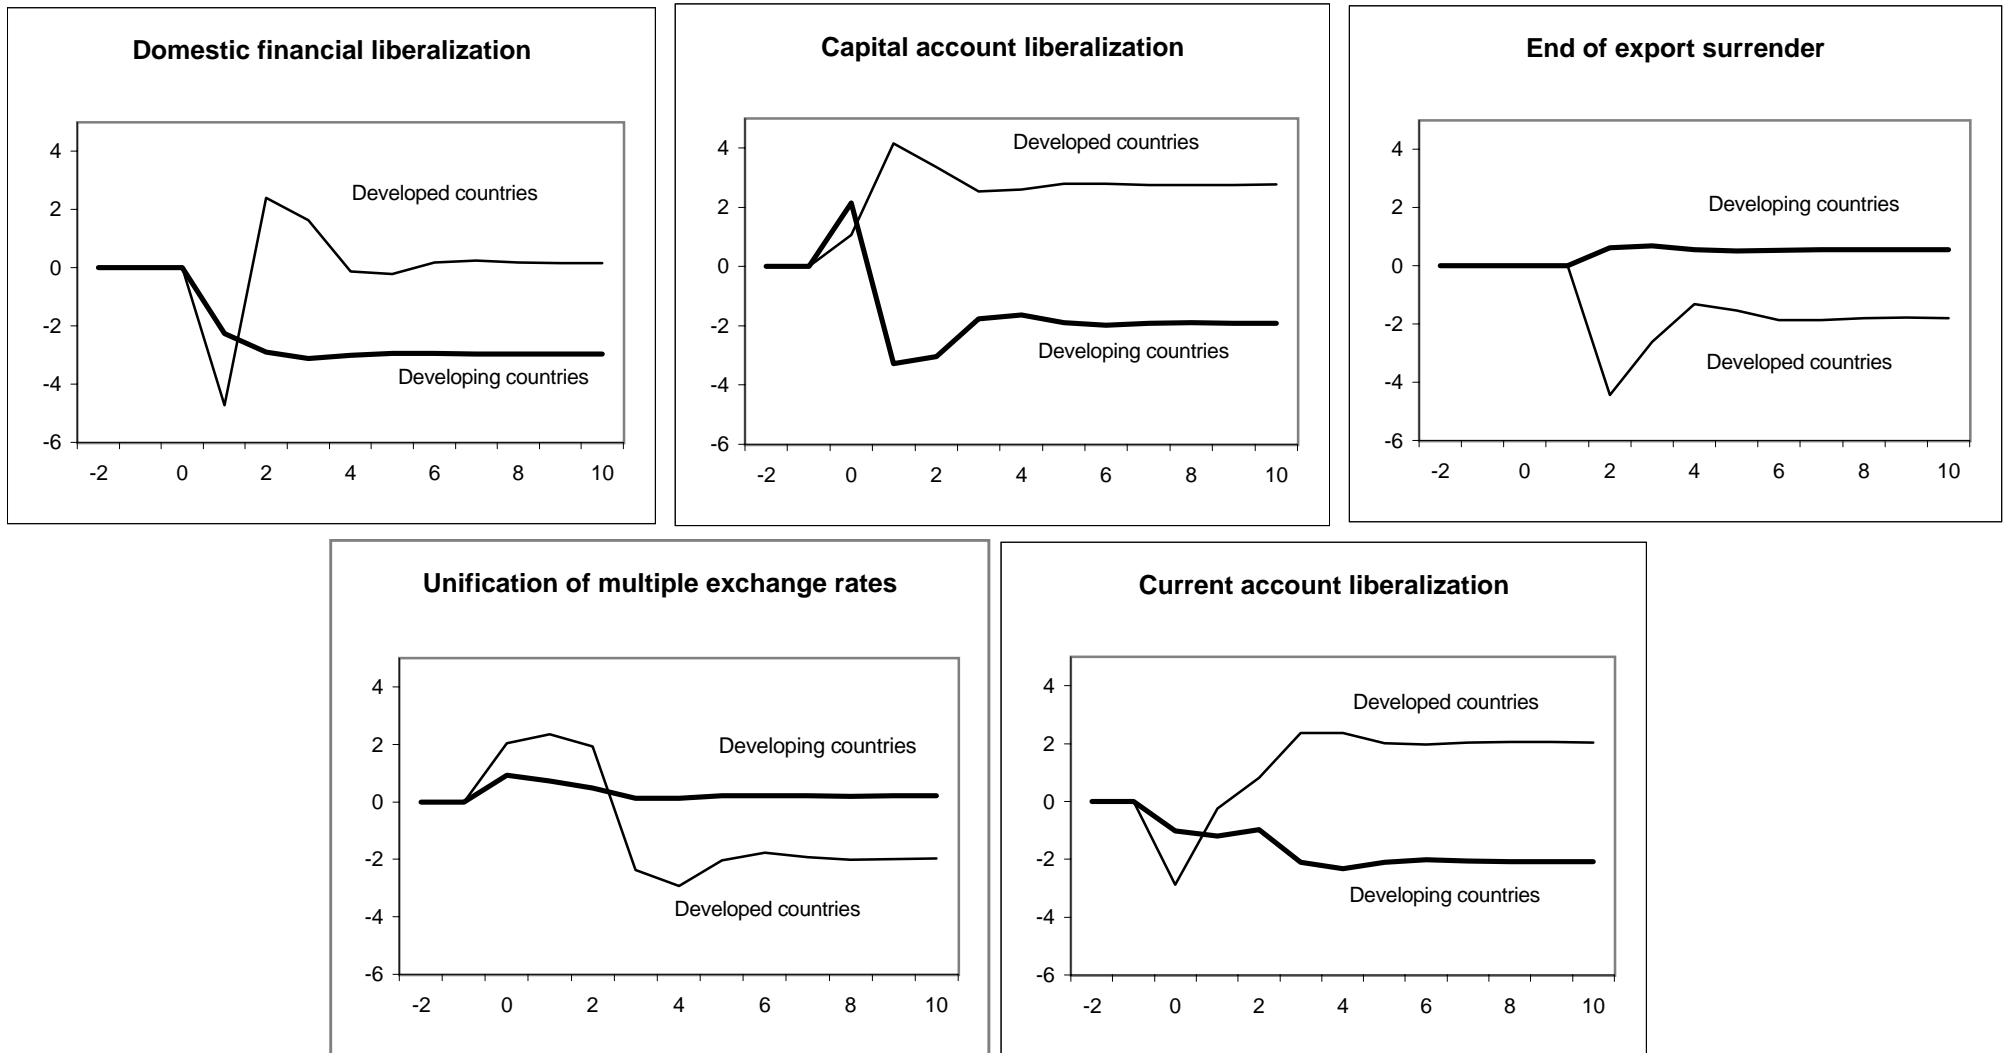 Domestic financial liberalization
4
2
0
-2
-4
-6
Developed countries
Developing countries
-2 0 2 4 6 8 10
Capital account liberalization
4
2
0
-2
-4
-6
Developed countries
Developing countries
-2 0 2 4 6 8 10
End of export surrender
4
2
0
-2
-4
-6
Developing countries
Developed countries
-2 0 2 4 6 8 10
Unification of multiple exchange rates
4
2
0
-2
-4
-6
Developing countries
Developed countries
-2 0 2 4 6 8 10
Current account liberalization
4
2
0
-2
-4
-6
Developed countries
Developing countries
-2 0 2 4 6 8 10